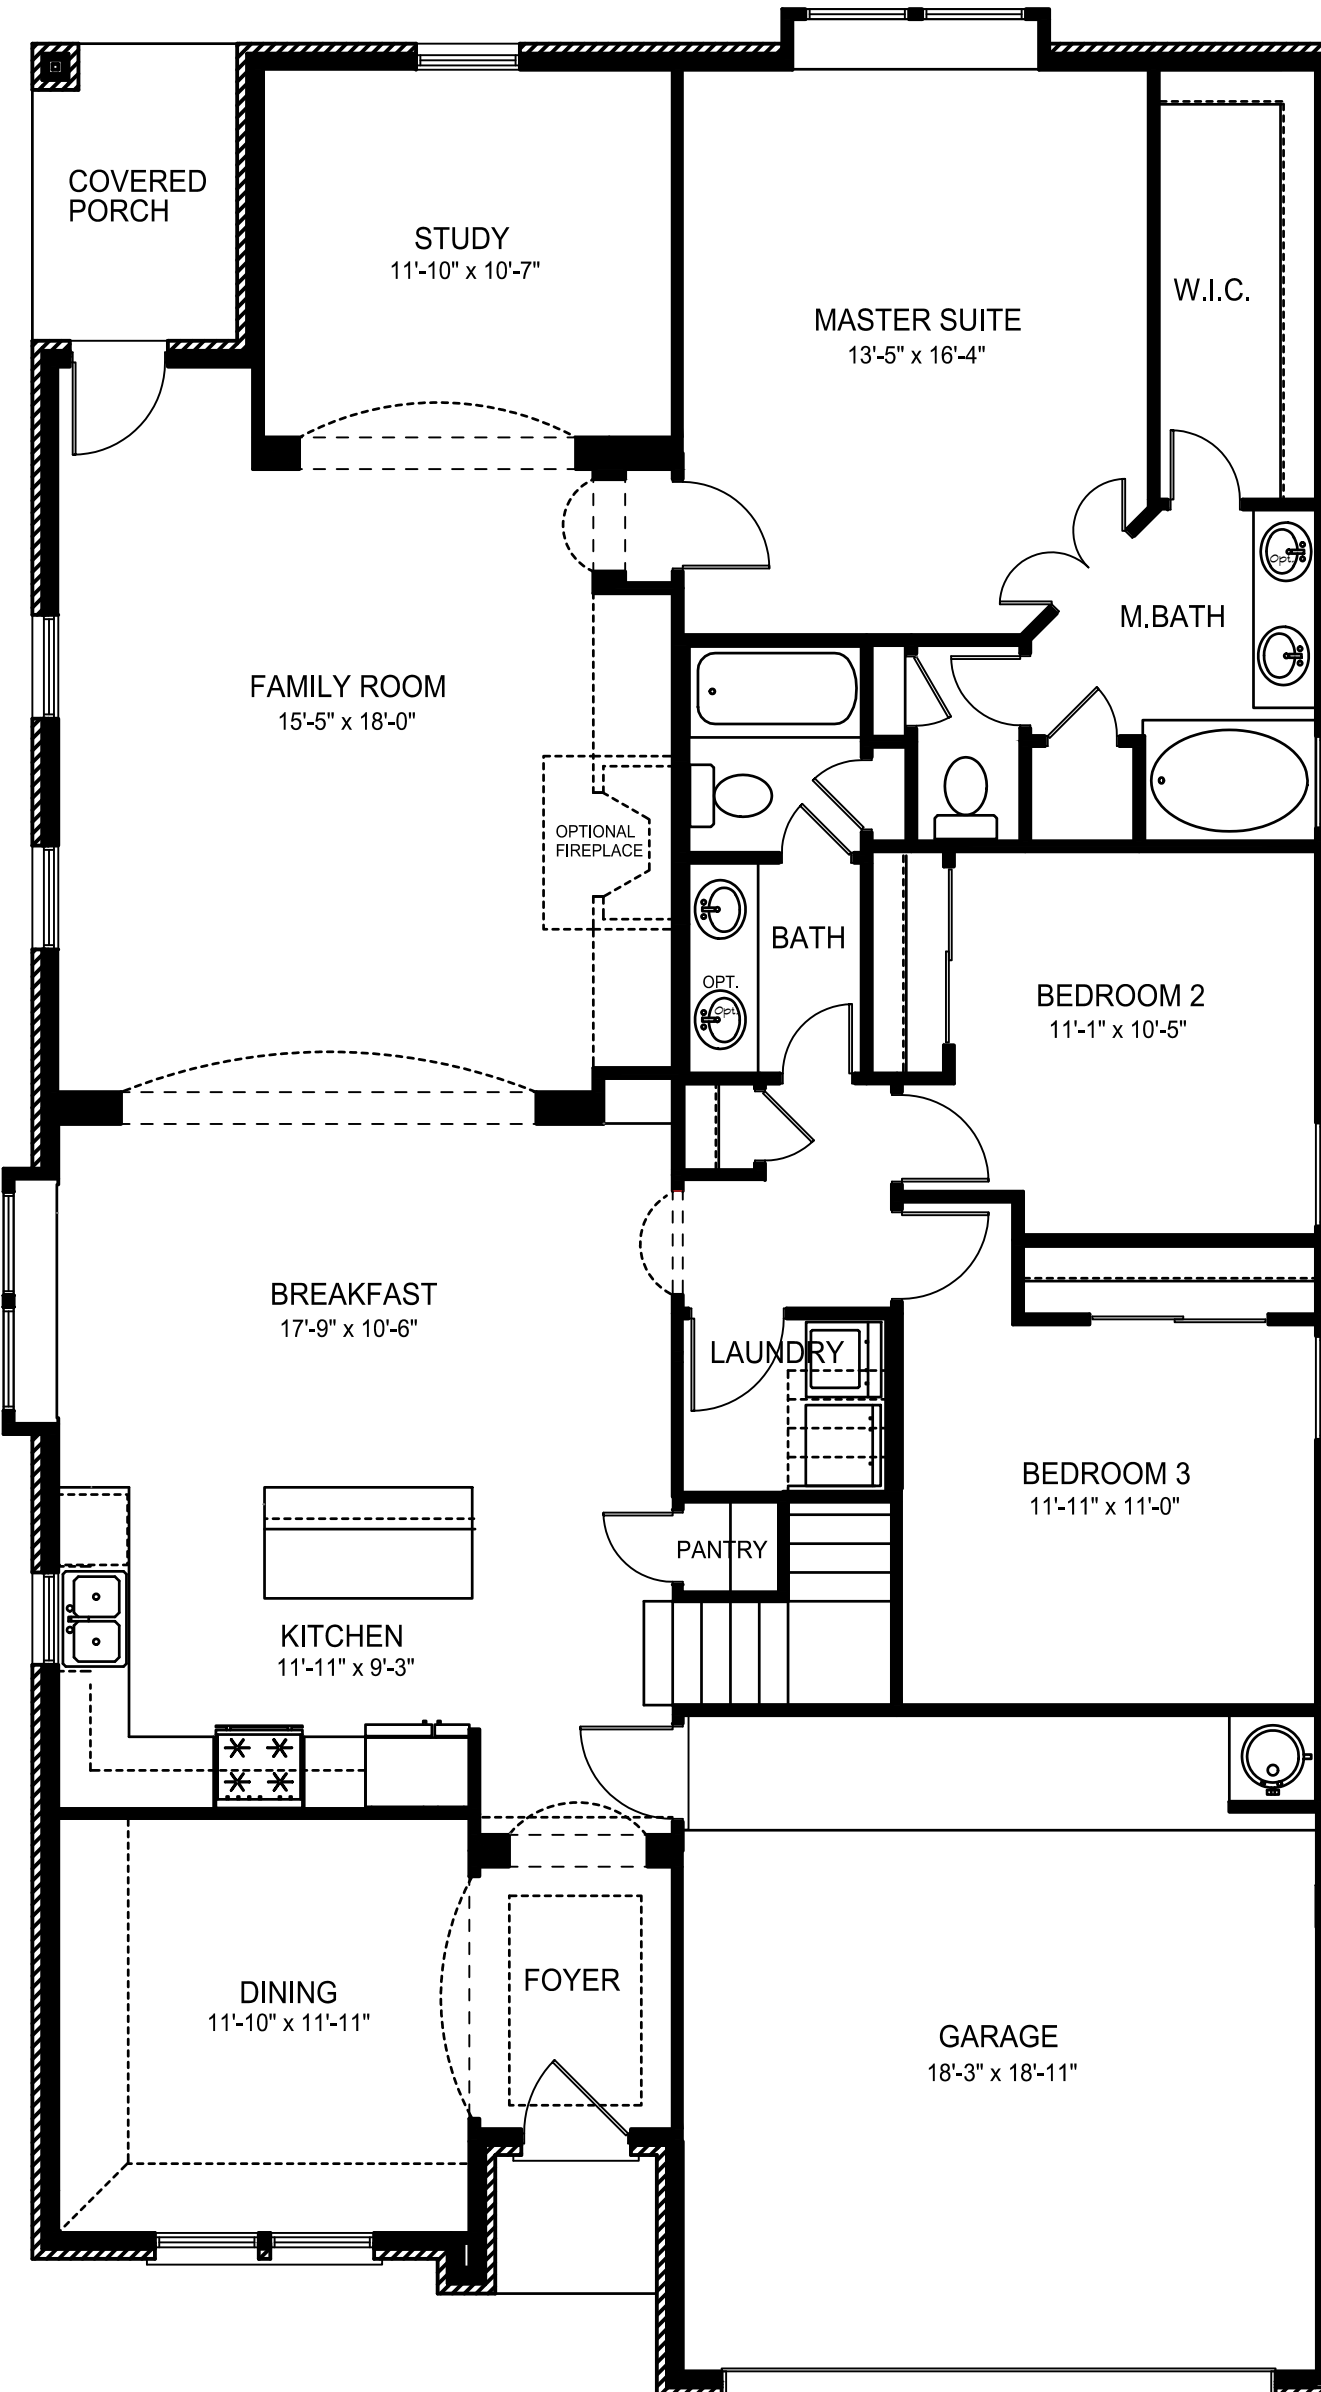 COVERED
PORCH
STUDY
11'-10" x 10'-7"
W.I.C.
MASTER SUITE
13'-5" x 16'-4"
Opt.
M.BATH
FAMILY ROOM
15'-5" x 18'-0"
OPTIONAL
FIREPLACE
BATH
OPT.
Opt.
BEDROOM 2
11'-1" x 10'-5"
BREAKFAST
17'-9" x 10'-6"
LAUNDRY
BEDROOM 3
11'-11" x 11'-0"
PANTRY
KITCHEN
11'-11" x 9'-3"
FOYER
DINING
11'-10" x 11'-11"
GARAGE
18'-3" x 18'-11"